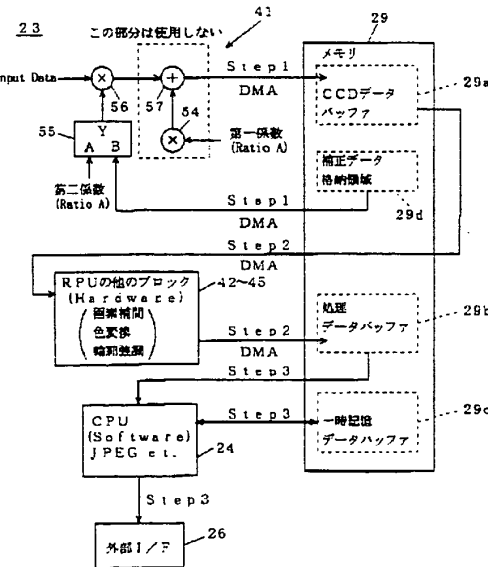 23
この部分は使用しない
41
29
メモリ
Input Data
Step1
DMA
56
57
54
CCDデータ
バッファ
29a
55
Y
A B
第一係数
(Ratio A)
補正データ
格納領域
29d
第二係数
(Ratio A)
Step1
DMA
Step2
DMA
RPUの他のブロック
(Hardware)
画素補間
色変換
輪郭強調
42~45
Step2
DMA
処理
データバッファ
29b
Step3
CPU
(Software)
JPEG et.
24
Step3
一時記憶
データバッファ
29c
Step3
外部I/F
26